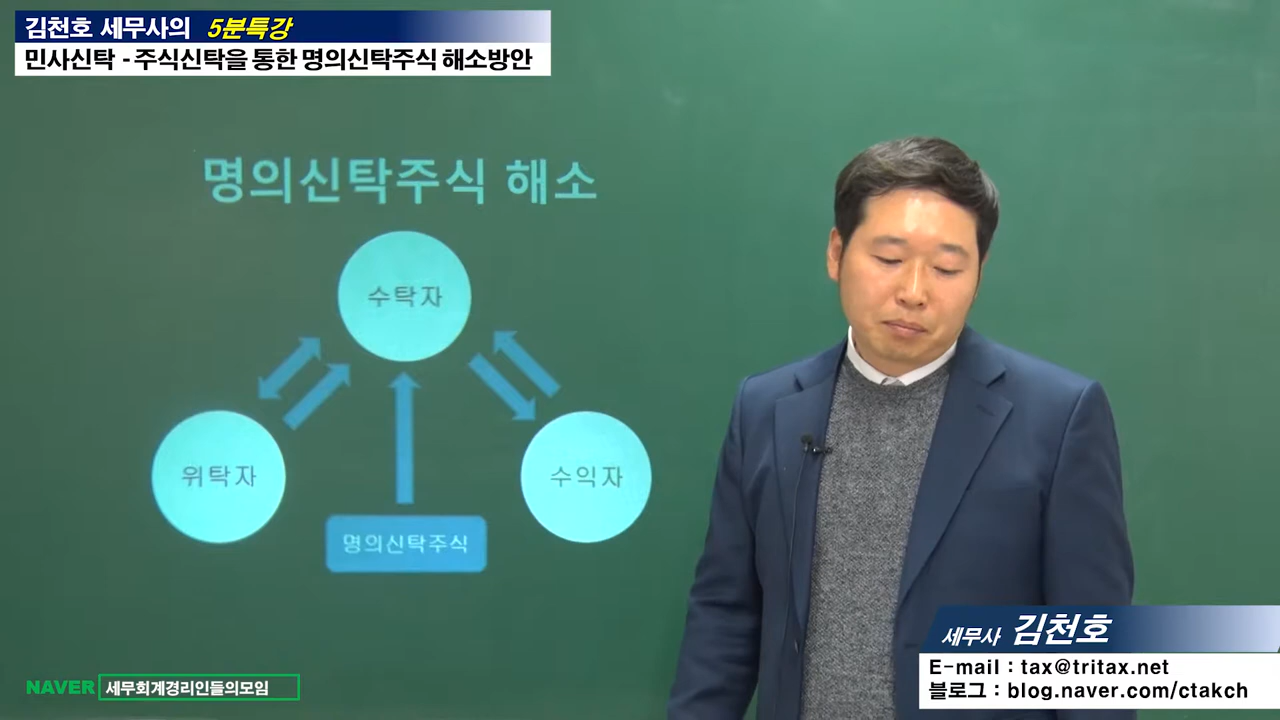 김천호 세무사의 5분특강
민사신탁 - 주식신탁을 통한 명의신탁주식 해소방안
명의신탁주식 해소
수탁자
위탁자
수익자
명의신탁주식
세무사 김천호
E-mail : tax@tritax.net
블로그 : blog.naver.com/ctakch
NAVER 세무회계경리인들의모임